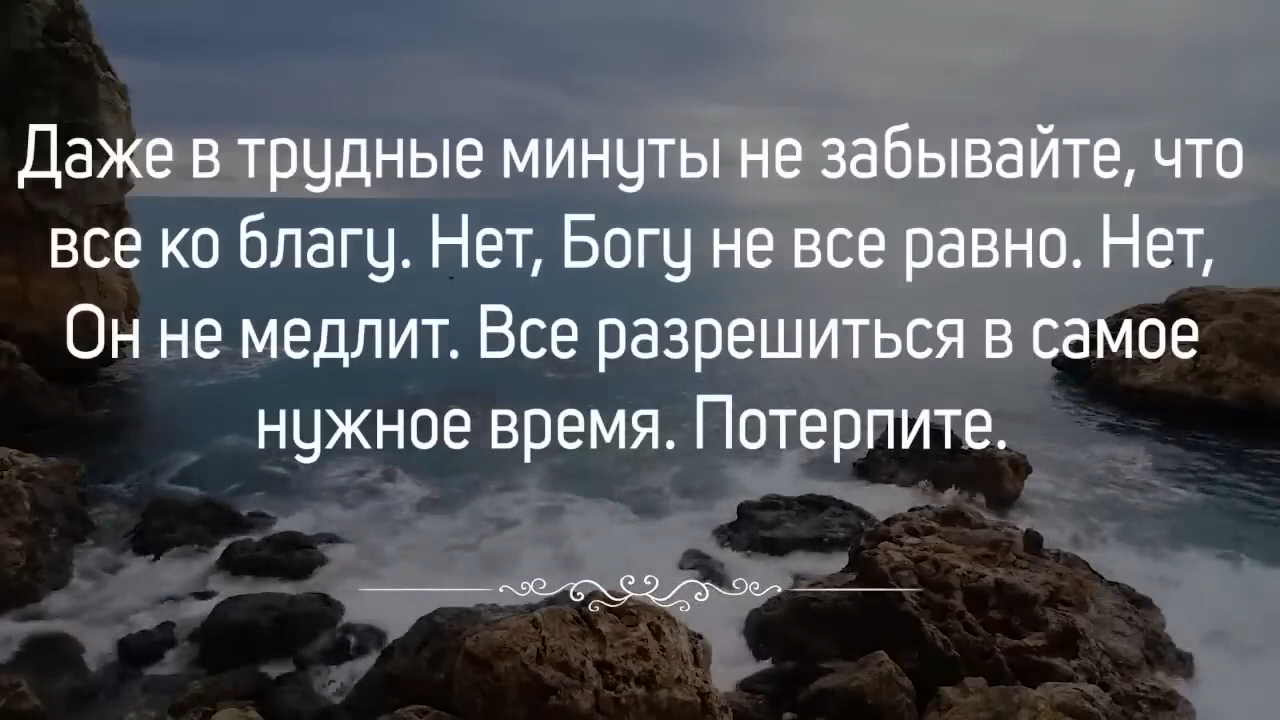 Даже в трудные минуты не забывайте, что
все ко благу. Нет, Богу не все равно. Нет,
Он не медлит. Все разрешиться в самое
нужное время. Потерпите.